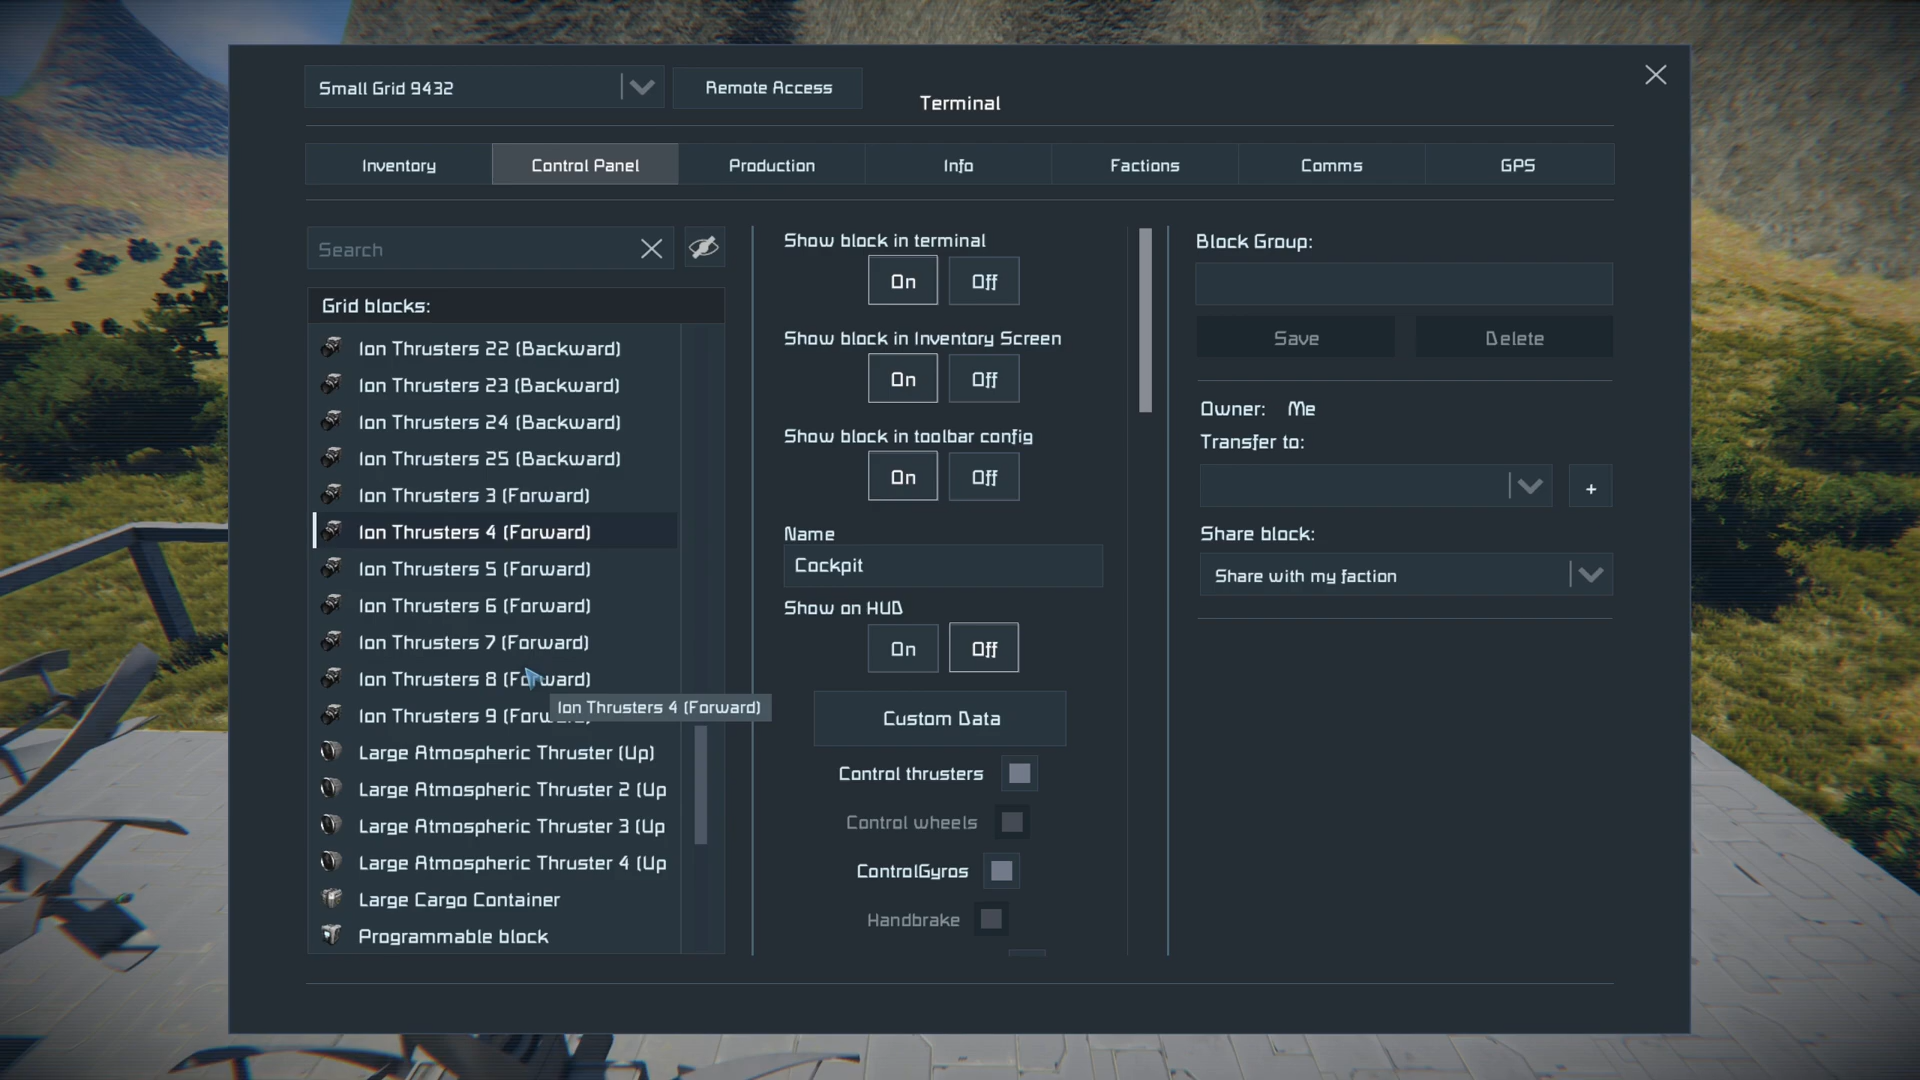 Small Grid 9432
Remote Access
Terminal
Inventory
Control Panel
Production
Info
Factions
Comms
GPS
Search
Grid blocks:
Ion Thrusters 22 (Backward)
Ion Thrusters 23 (Backward)
Ion Thrusters 24 (Backward)
Ion Thrusters 25 (Backward)
Ion Thrusters 3 (Forward)
Ion Thrusters 4 (Forward)
Ion Thrusters 5 (Forward)
Ion Thrusters 6 (Forward)
Ion Thrusters 7 (Forward)
Ion Thrusters 8 (Forward)
Ion Thrusters 4 (Forward)
Ion Thrusters 9 (Forw
Large Atmospheric Thruster (Up)
Large Atmospheric Thruster 2 (Up
Large Atmospheric Thruster 3 (Up
Large Atmospheric Thruster 4 (Up
Large Cargo Container
Programmable block
Show block in terminal
On Off
Show block in Inventory Screen
On Off
Show block in toolbar config
On Off
Name
Cockpit
Show on HUD
On Off
Custom Data
Control thrusters
Control wheels
ControlGyros
Handbrake
Block Group:
Save
Delete
Owner: Me
Transfer to:
+
Share block:
Share with my faction